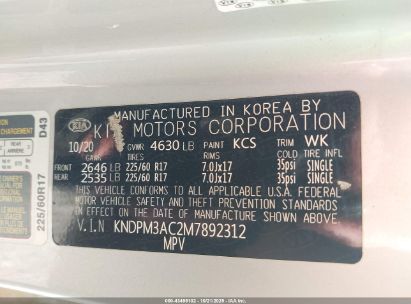 MANUFACTURED IN KOREA BY
KIA MOTORS CORPORATION
10/20 GVWR 4630 LB PAINT KCS TRIM WK
GAWR TIRE RIM COLD TIRE INFL
FRONT 2646 LB 225/60 R17 7.0Jx17 35psi SINGLE
REAR 2535 LB 225/60 R17 7.0Jx17 35psi SINGLE
THIS VEHICLE CONFORMS TO ALL APPLICABLE U.S.A. FEDERAL
MOTOR VEHICLE SAFETY AND THEFT PREVENTION STANDARDS
IN EFFECT ON THE DATE OF MANUFACTURE SHOWN ABOVE.
V.I.N KNDPM3AC2M7892312
MPV
225/60R17 D43